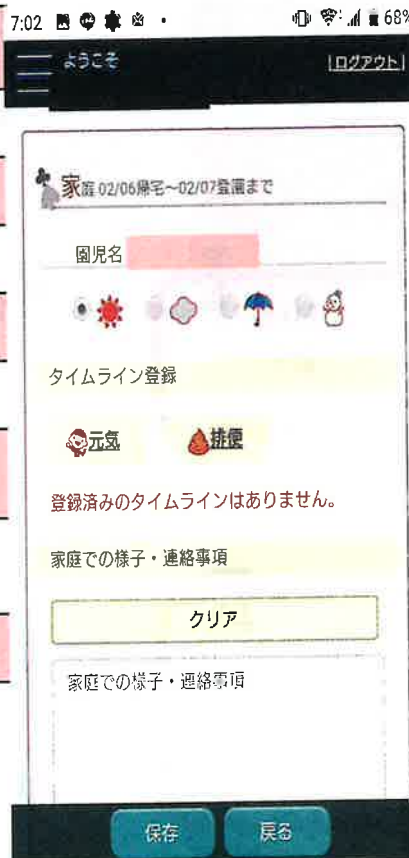 7:02 68%
ようこそ [ログアウト]
家庭 02/06帰宅〜02/07登園まで
園児名
タイムライン登録
元気 排便
登録済みのタイムラインはありません。
家庭での様子・連絡事項
クリア
家庭での様子・連絡事項
保存 戻る